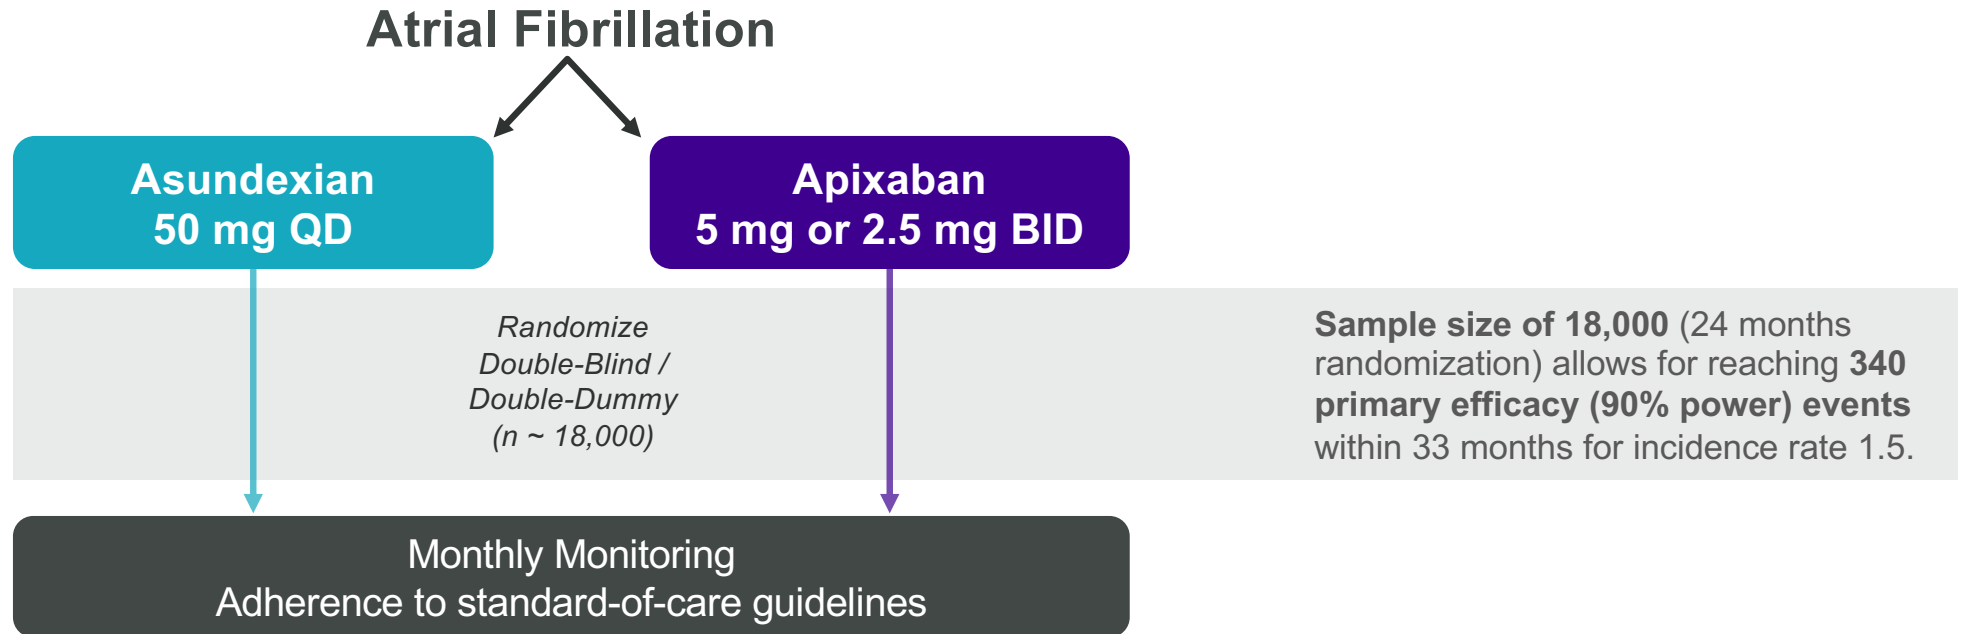 Atrial Fibrillation
Asundexian
50 mg QD
Apixaban
5 mg or 2.5 mg BID
Randomize
Double-Blind /
Double-Dummy
(n ~ 18,000)
Sample size of 18,000 (24 months
randomization) allows for reaching 340
primary efficacy (90% power) events
within 33 months for incidence rate 1.5.
Monthly Monitoring
Adherence to standard-of-care guidelines